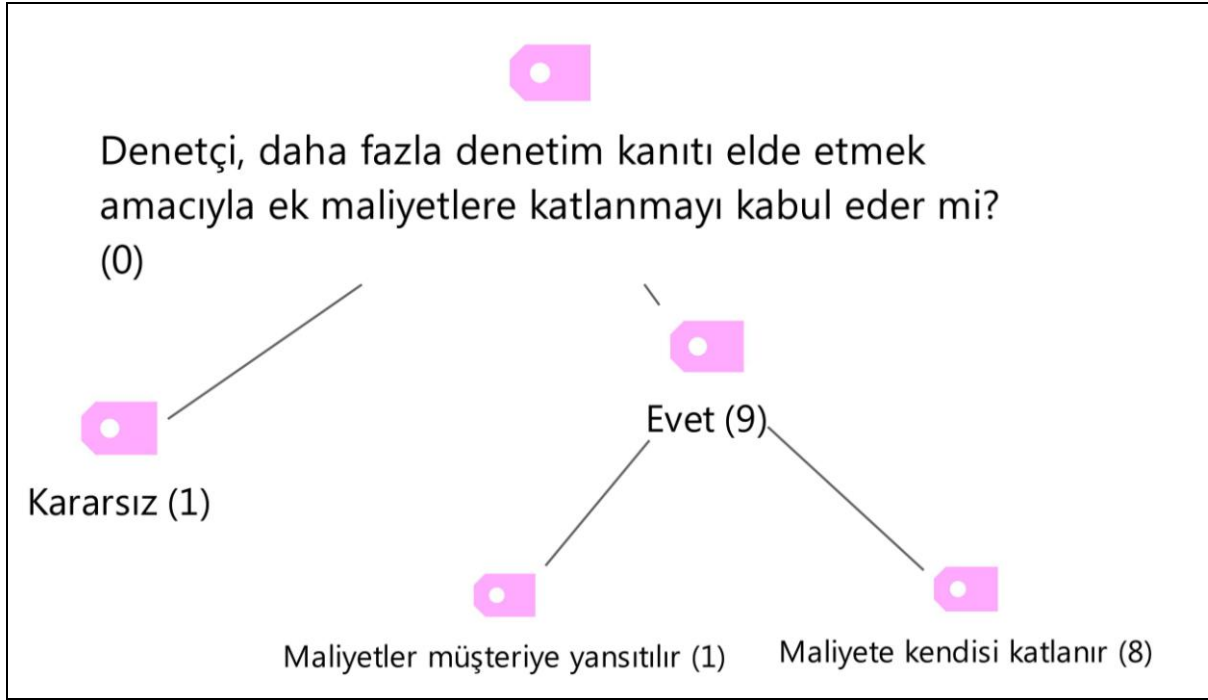 Denetçi, daha fazla denetim kanıtı elde etmek
amacıyla ek maliyetlere katlanmayı kabul eder mi?
(0)
Evet (9)
Kararsız (1)
Maliyetler müşteriye yansıtılır (1)
Maliyete kendisi katlanır (8)